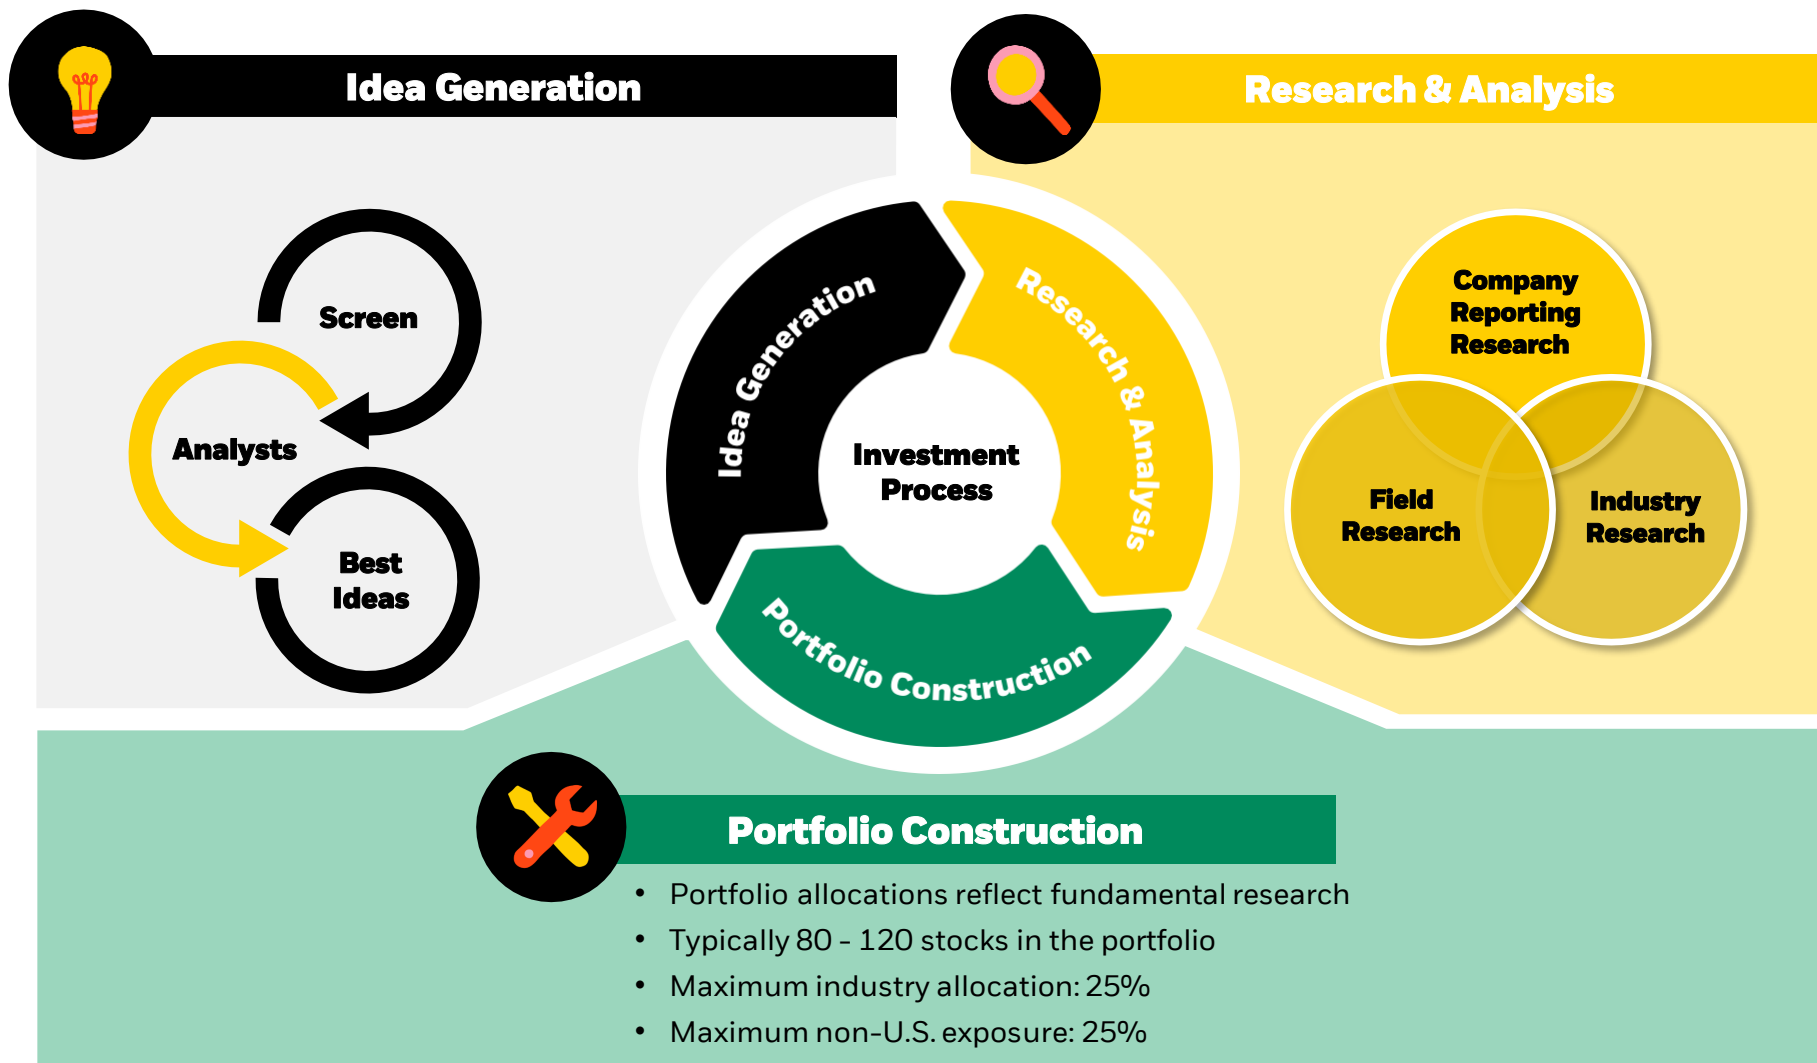 Idea Generation
Research & Analysis
Screen
Analysts
Best
Ideas
Idea Generation
Research & Analysis
Portfolio Construction
Investment
Process
Company
Reporting
Research
Field
Research
Industry
Research
Portfolio Construction
• Portfolio allocations reflect fundamental research
• Typically 80 - 120 stocks in the portfolio
• Maximum industry allocation: 25%
• Maximum non-U.S. exposure: 25%